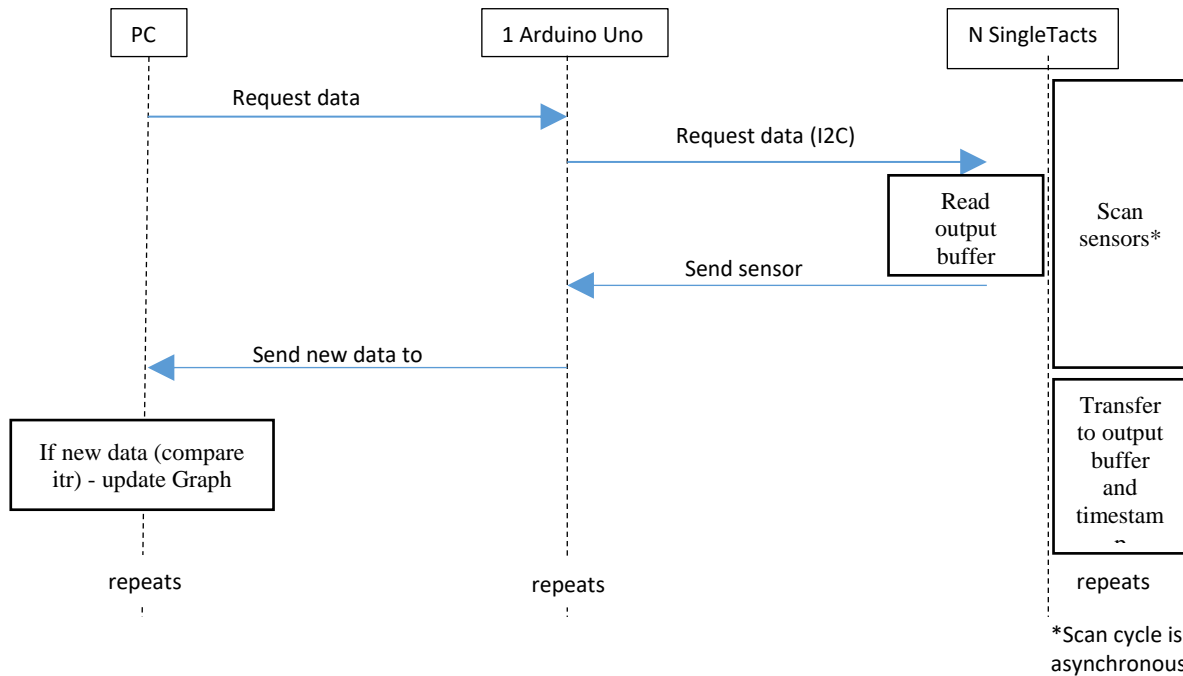 PC
1 Arduino Uno
N SingleTacts
Request data
Request data (I2C)
Read
output
buffer
Scan
sensors*
Send sensor
Send new data to
If new data (compare
itr) - update Graph
Transfer
to output
buffer
and
timestam
repeats
repeats
repeats
*Scan cycle is
asynchronous